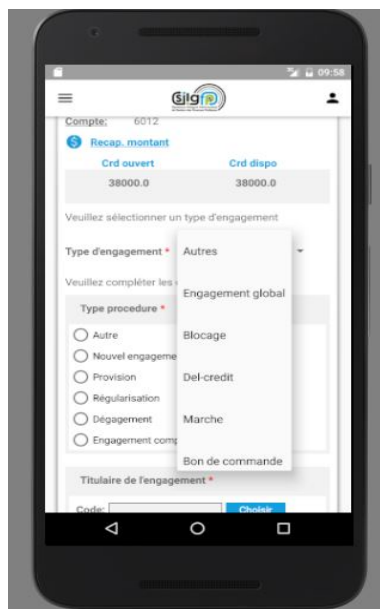 09:58
Sjlgfp
Compte: 6012
Recap. montant
Crd ouvert Crd dispo
38000.0 38000.0
Veuillez sélectionner un type d'engagement
Type d'engagement * Autres
Engagement global
Blocage
Del-credit
Marche
Bon de commande
Veuillez compléter les
Type procedure *
Autre
Nouvel engageme
Provision
Régularisation
Dégagement
Engagement comp
Titulaire de l'engagement *
Code: Choisir